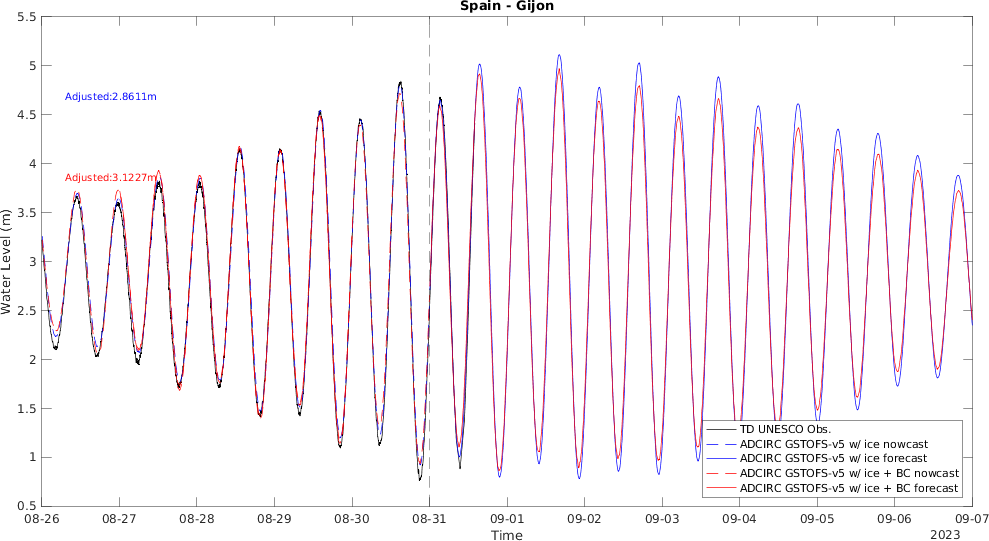 Spain - Gijon
5.5
5
4.5
4
3.5
3
2.5
2
1.5
1
0.5
Water Level (m)
Adjusted:2.8611m
Adjusted:3.1227m
TD UNESCO Obs.
ADCIRC GSTOFS-v5 w/ ice nowcast
ADCIRC GSTOFS-v5 w/ ice forecast
ADCIRC GSTOFS-v5 w/ ice + BC nowcast
ADCIRC GSTOFS-v5 w/ ice + BC forecast
08-26 08-27 08-28 08-29 08-30 08-31 09-01 09-02 09-03 09-04 09-05 09-06 09-07
Time
2023